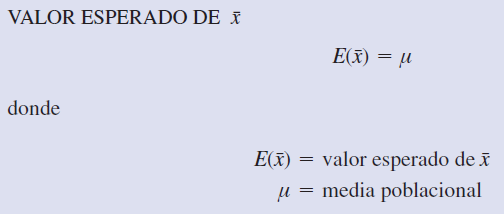 VALOR ESPERADO DE x̄
E(x̄) = μ
donde
E(x̄) = valor esperado de x̄
μ = media poblacional